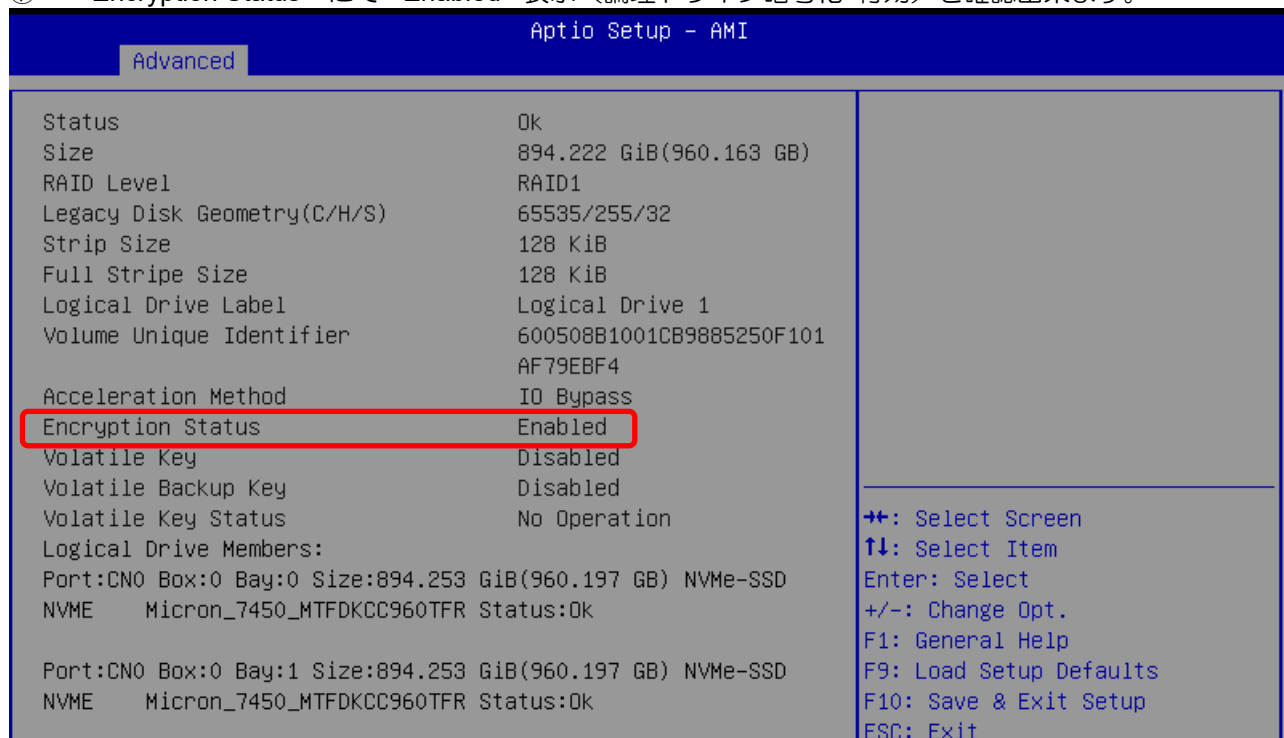 Aptio Setup – AMI
Advanced
Status Ok
Size 894.222 GiB(960.163 GB)
RAID Level RAID1
Legacy Disk Geometry(C/H/S) 65535/255/32
Strip Size 128 KiB
Full Stripe Size 128 KiB
Logical Drive Label Logical Drive 1
Volume Unique Identifier 600508B1001CB9885250F101
AF79EBF4
Acceleration Method IO Bypass
Encryption Status Enabled
Volatile Key Disabled
Volatile Backup Key Disabled
Volatile Key Status No Operation
Logical Drive Members:
Port:CN0 Box:0 Bay:0 Size:894.253 GiB(960.197 GB) NVMe-SSD
NVME Micron_7450_MTFDKCC960TFR Status:Ok
Port:CN0 Box:0 Bay:1 Size:894.253 GiB(960.197 GB) NVMe-SSD
NVME Micron_7450_MTFDKCC960TFR Status:Ok
→←: Select Screen
↑↓: Select Item
Enter: Select
+/-: Change Opt.
F1: General Help
F9: Load Setup Defaults
F10: Save & Exit Setup
ESC: Exit